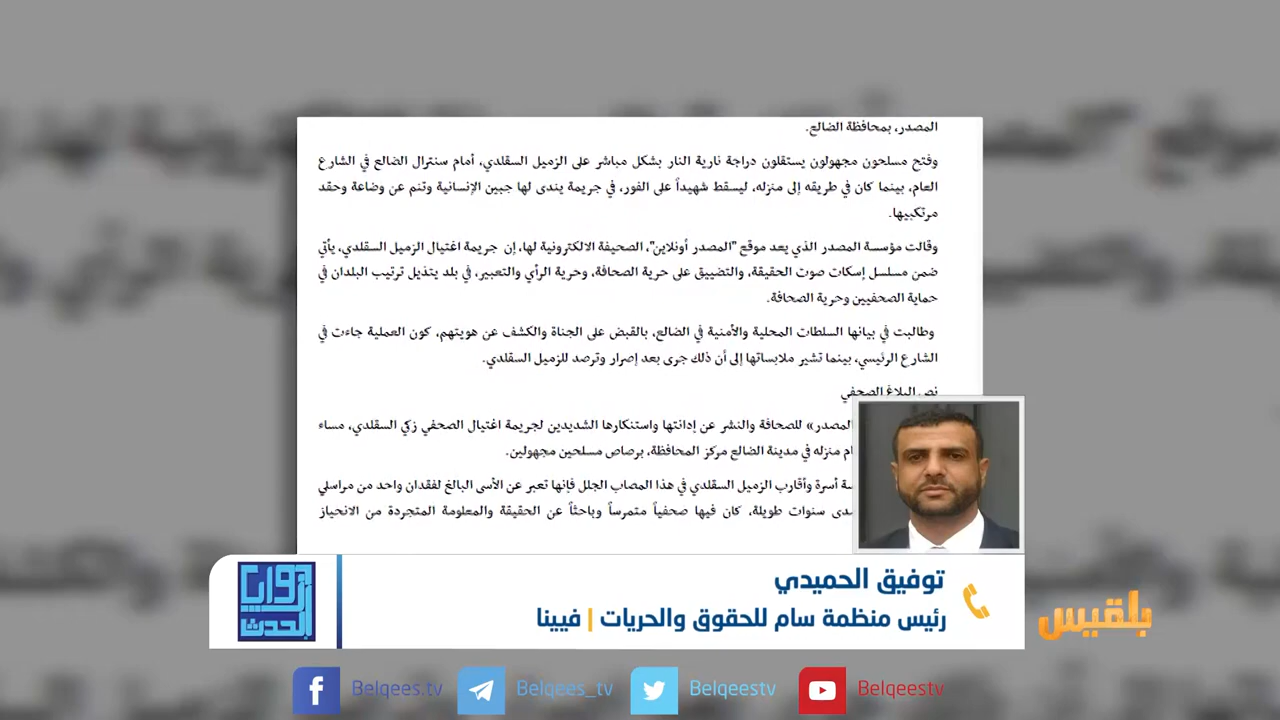 المصدر، بمحافظة الضالع.
وفتح مسلحون مجهولون يستقلون دراجة نارية النار بشكل مباشر على الزميل السقلدي، أمام سنترال الضالع في الشارع
العام، بينما كان في طريقه إلى منزله، ليسقط شهيداً على الفور، في جريمة يندى لها جبين الإنسانية وتنم عن وضاعة وحقد
مرتكبيها.
وقالت مؤسسة المصدر الذي يعد موقع "المصدر أونلاين"، الصحيفة الالكترونية لها، إن جريمة اغتيال الزميل السقلدي، يأتي
ضمن مسلسل إسكات صوت الحقيقة، والتضييق على حرية الصحافة، وحرية الرأي والتعبير، في بلد يتذيل ترتيب البلدان في
حماية الصحفيين وحرية الصحافة.
وطالبت في بيانها السلطات المحلية والأمنية في الضالع، بالقبض على الجناة والكشف عن هويتهم، كون العملية جاءت في
الشارع الرئيسي، بينما تشير ملابساتها إلى أن ذلك جرى بعد إصرار وترصد للزميل السقلدي.
نص البلاغ الصحفي
المصدر» للصحافة والنشر عن إدانتها واستنكارها الشديدين لجريمة اغتيال الصحفي زكي السقلدي، مساء
منزله في مدينة الضالع مركز المحافظة، برصاص مسلحين مجهولين.
أسرة وأقارب الزميل السقلدي في هذا المصاب الجلل فإنها تعبر عن الأسى البالغ لفقدان واحد من مراسلي
سنوات طويلة، كان فيها صحفياً متمرساً وباحثاً عن الحقيقة والمعلومة المتجردة من الانحياز
توفيق الحميدي
رئيس منظمة سام للحقوق والحريات | فيينا
زوايا الحدث
بلقيس
Belqees.tv
Belqees_tv
Belqeestv
Belqeestv